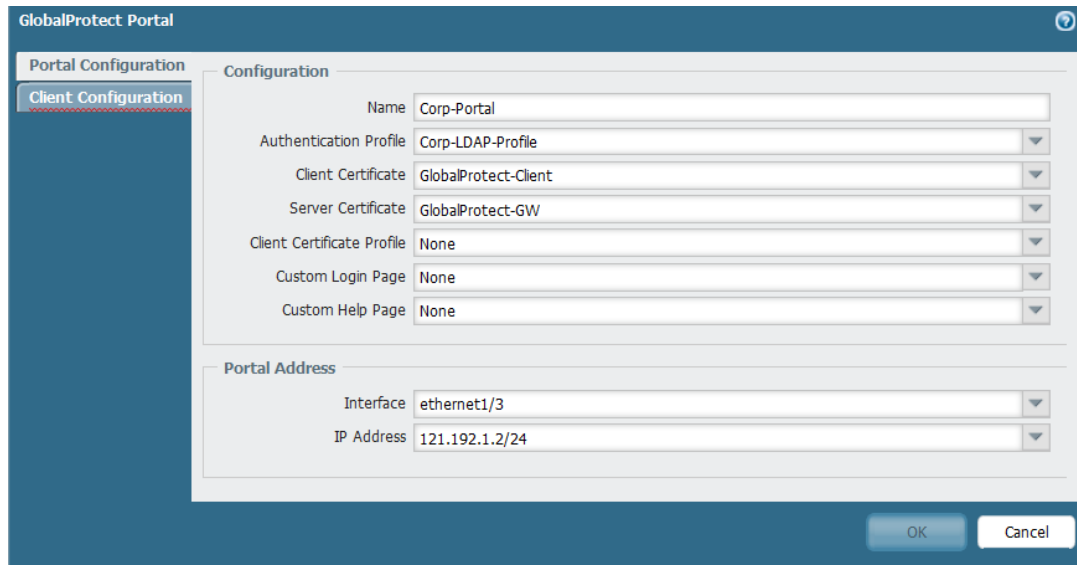 GlobalProtect Portal
Portal Configuration
Client Configuration
Configuration
Name Corp-Portal
Authentication Profile Corp-LDAP-Profile
Client Certificate GlobalProtect-Client
Server Certificate GlobalProtect-GW
Client Certificate Profile None
Custom Login Page None
Custom Help Page None
Portal Address
Interface ethernet1/3
IP Address 121.192.1.2/24
OK Cancel